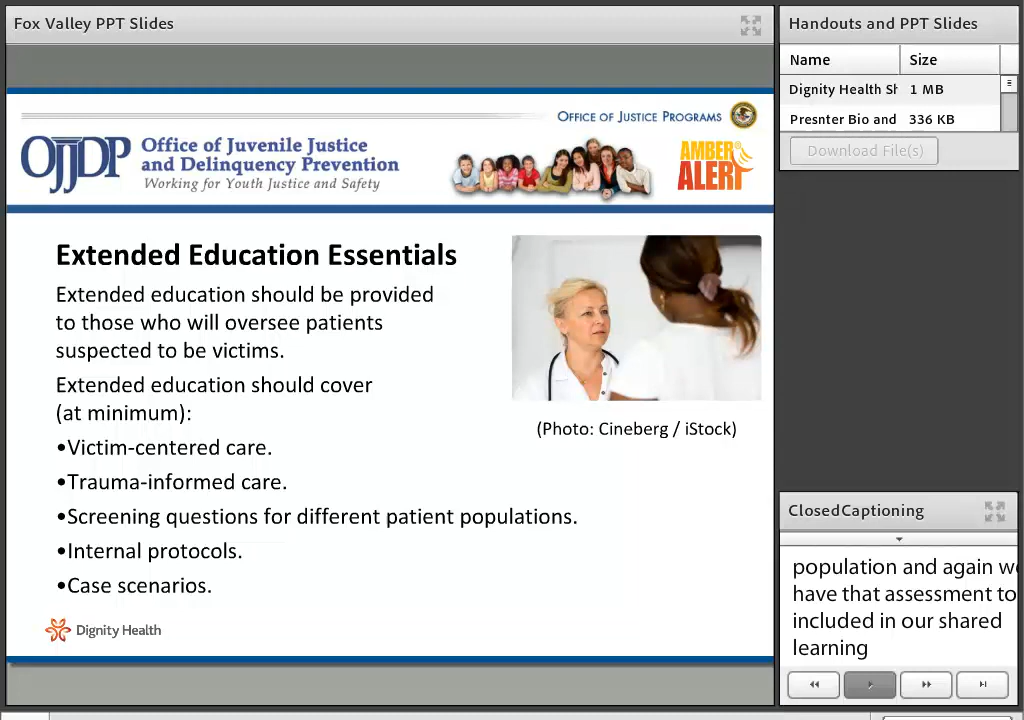 Fox Valley PPT Slides
OFFICE OF JUSTICE PROGRAMS
OJJDP
Office of Juvenile Justice
and Delinquency Prevention
Working for Youth Justice and Safety
AMBER
ALERT
Extended Education Essentials
Extended education should be provided
to those who will oversee patients
suspected to be victims.
Extended education should cover
(at minimum):
•Victim-centered care.
•Trauma-informed care.
•Screening questions for different patient populations.
•Internal protocols.
•Case scenarios.
(Photo: Cineberg / iStock)
Dignity Health
Handouts and PPT Slides
Name Size
Dignity Health Sh 1 MB
Presnter Bio and 336 KB
Download File(s)
ClosedCaptioning
population and again we
have that assessment to
included in our shared
learning